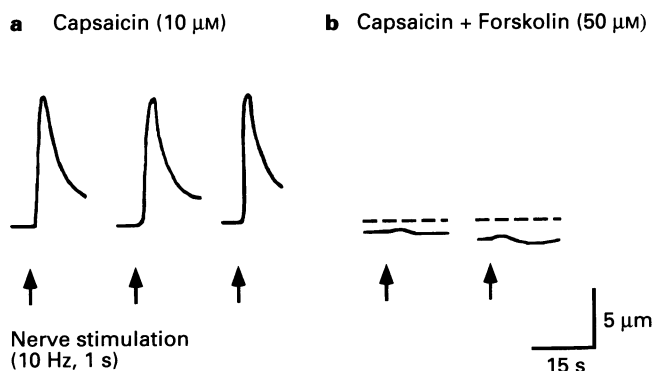 a Capsaicin (10 μM)
b Capsaicin + Forskolin (50 μM)
Nerve stimulation
(10 Hz, 1 s)
5 μm
15 s